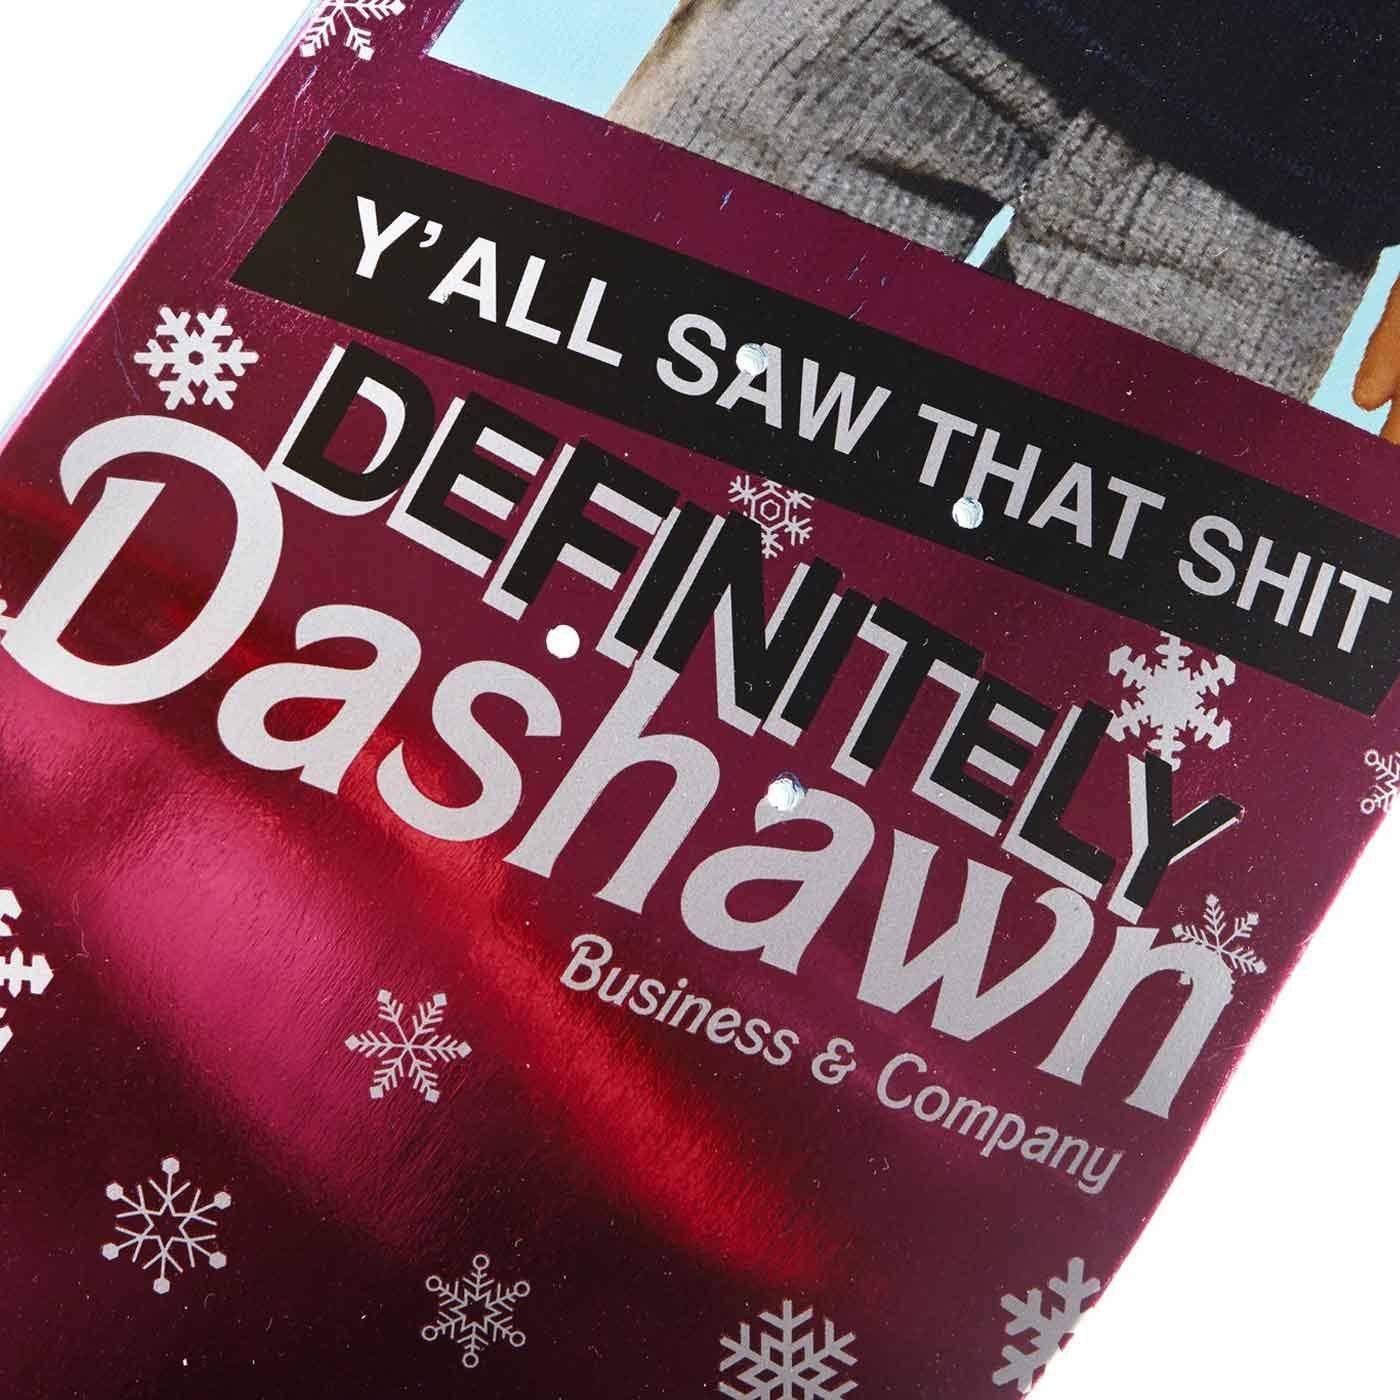 Y'ALL SAW THAT SHIT
DEFINITELY
Dashawn
Business & Company